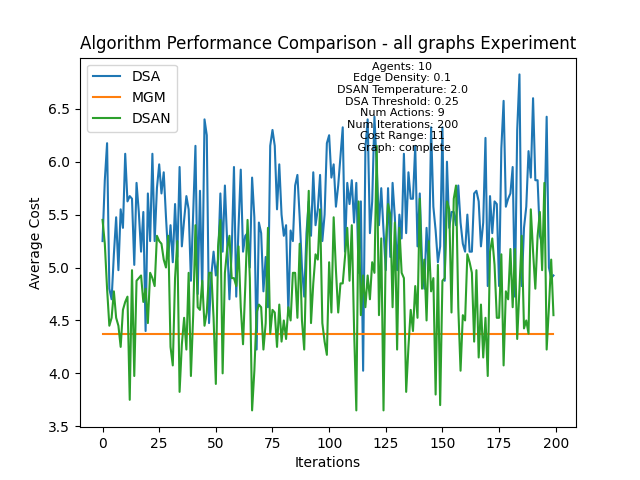 Algorithm Performance Comparison - all graphs Experiment
DSA
MGM
DSAN
Agents: 10
Edge Density: 0.1
DSAN Temperature: 2.0
DSA Threshold: 0.25
Num Actions: 9
Num Iterations: 200
Cost Range: 11
Graph: complete
Average Cost
6.5
6.0
5.5
5.0
4.5
4.0
3.5
0 25 50 75 100 125 150 175 200
Iterations